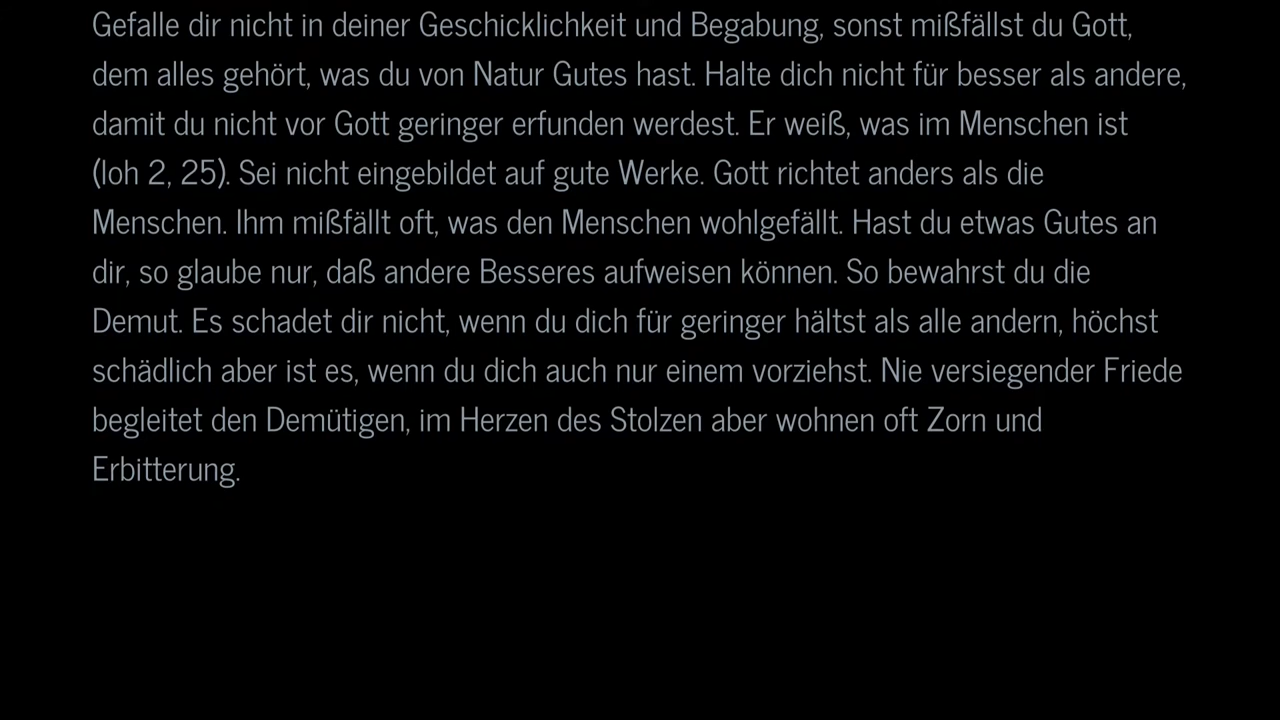 Gefalle dir nicht in deiner Geschicklichkeit und Begabung, sonst mißfällst du Gott,
dem alles gehört, was du von Natur Gutes hast. Halte dich nicht für besser als andere,
damit du nicht vor Gott geringer erfunden werdest. Er weiß, was im Menschen ist
(Ioh 2, 25). Sei nicht eingebildet auf gute Werke. Gott richtet anders als die
Menschen. Ihm mißfällt oft, was den Menschen wohlgefällt. Hast du etwas Gutes an
dir, so glaube nur, daß andere Besseres aufweisen können. So bewahrst du die
Demut. Es schadet dir nicht, wenn du dich für geringer hältst als alle andern, höchst
schädlich aber ist es, wenn du dich auch nur einem vorziehst. Nie versiegender Friede
begleitet den Demütigen, im Herzen des Stolzen aber wohnen oft Zorn und
Erbitterung.